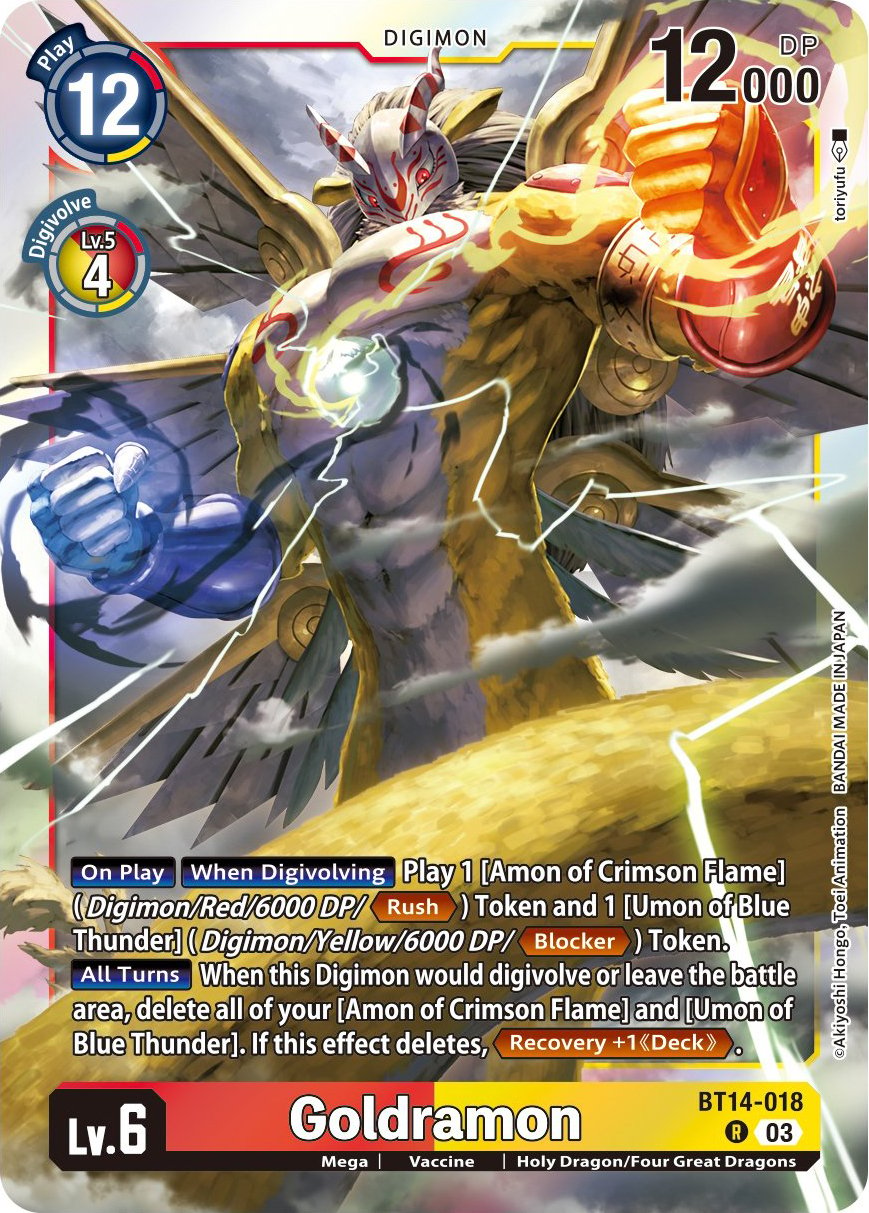 DIGIMON
Play
12
12000
DP
Digivolve
Lv.5
4
toriyufu
On Play When Digivolving Play 1 [Amon of Crimson Flame]
(Digimon/Red/6000 DP/ Rush ) Token and 1 [Umon of Blue
Thunder] (Digimon/Yellow/6000 DP/ Blocker ) Token.
All Turns When this Digimon would digivolve or leave the battle
area, delete all of your [Amon of Crimson Flame] and [Umon of
Blue Thunder]. If this effect deletes, Recovery +1《Deck》 .
©Akiyoshi Hongo, Toei Animation BANDAI MADE IN JAPAN
Lv.6
Goldramon
BT14-018
R 03
Mega | Vaccine | Holy Dragon/Four Great Dragons